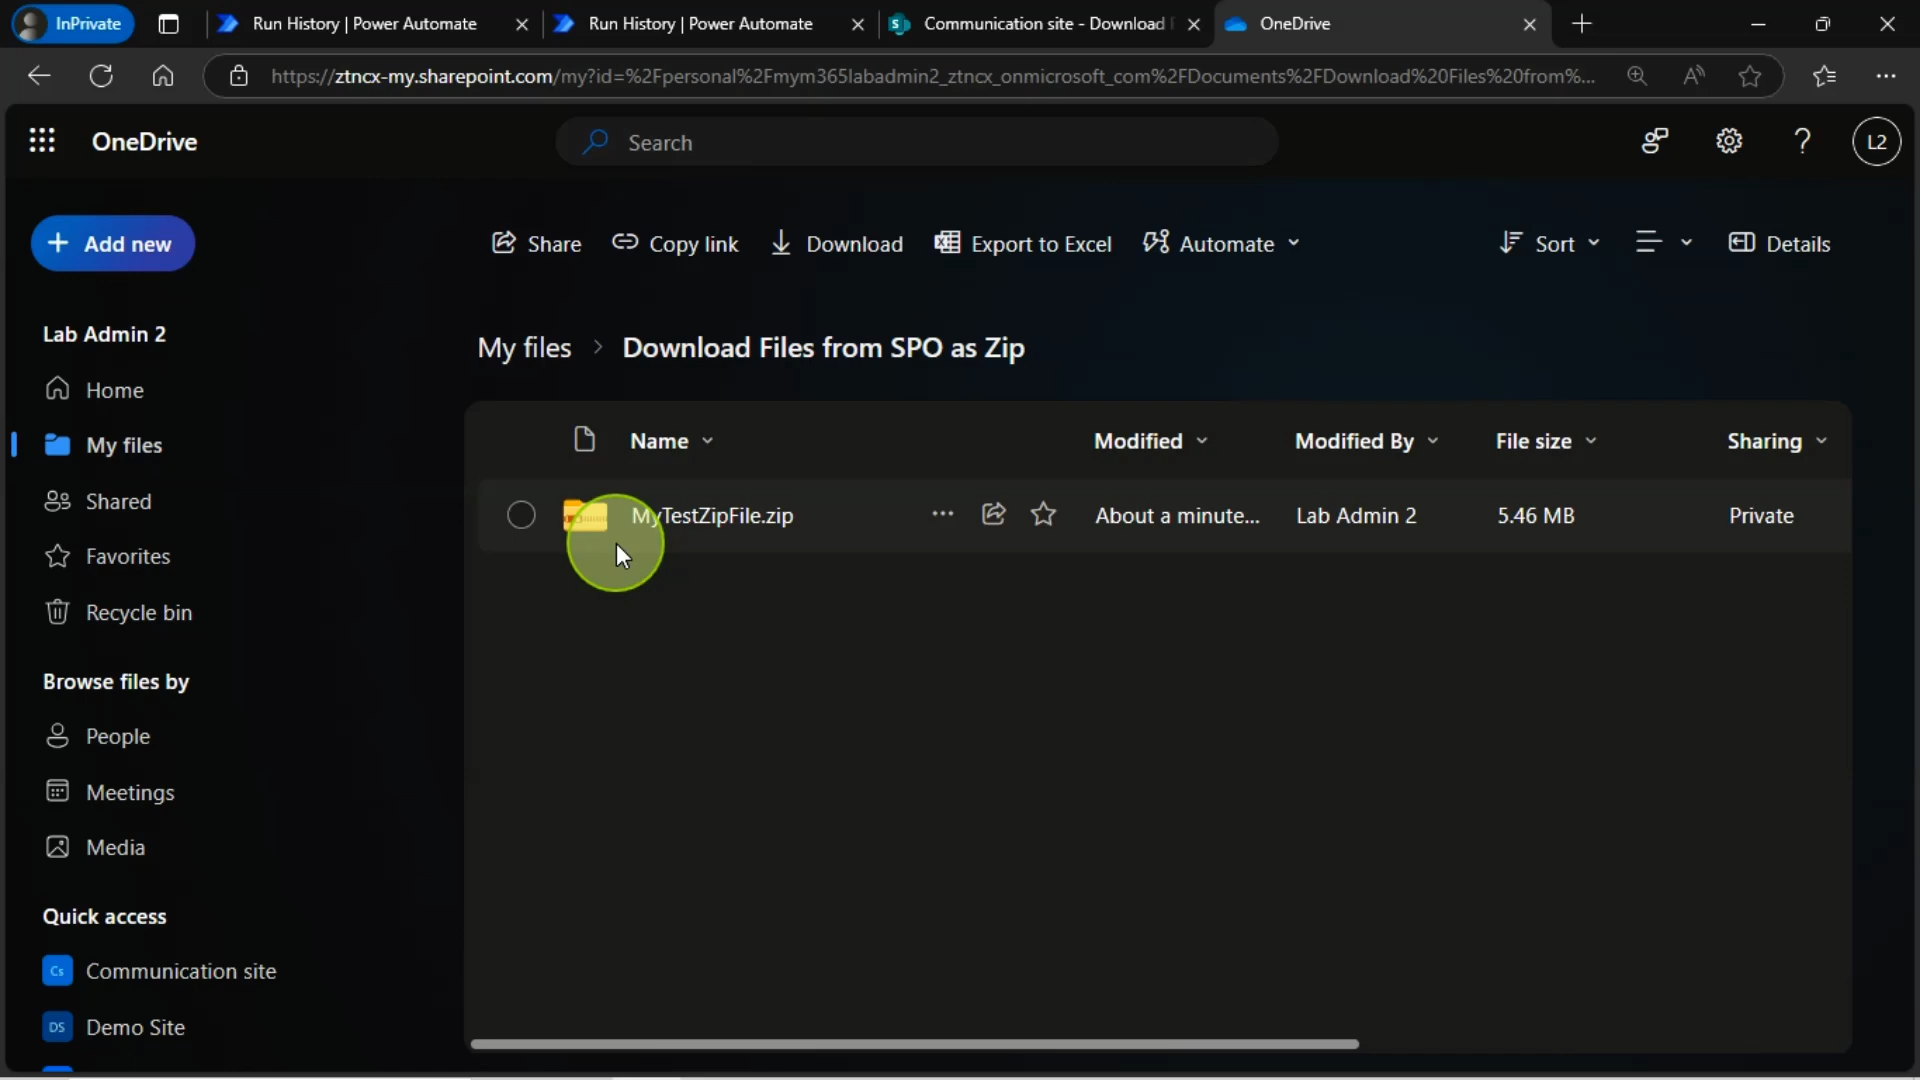 InPrivate
Run History | Power Automate
Run History | Power Automate
Communication site - Download
OneDrive
https://ztncx-my.sharepoint.com/my?id=%2Fpersonal%2Fmym365labadmin2_ztncx_onmicrosoft_com%2FDocuments%2FDownload%20Files%20from%...
OneDrive
Search
L2
Add new
Share
Copy link
Download
Export to Excel
Automate
Sort
Details
Lab Admin 2
Home
My files
Shared
Favorites
Recycle bin
Browse files by
People
Meetings
Media
Quick access
Cs Communication site
DS Demo Site
My files > Download Files from SPO as Zip
Name
Modified
Modified By
File size
Sharing
MyTestZipFile.zip
About a minute...
Lab Admin 2
5.46 MB
Private